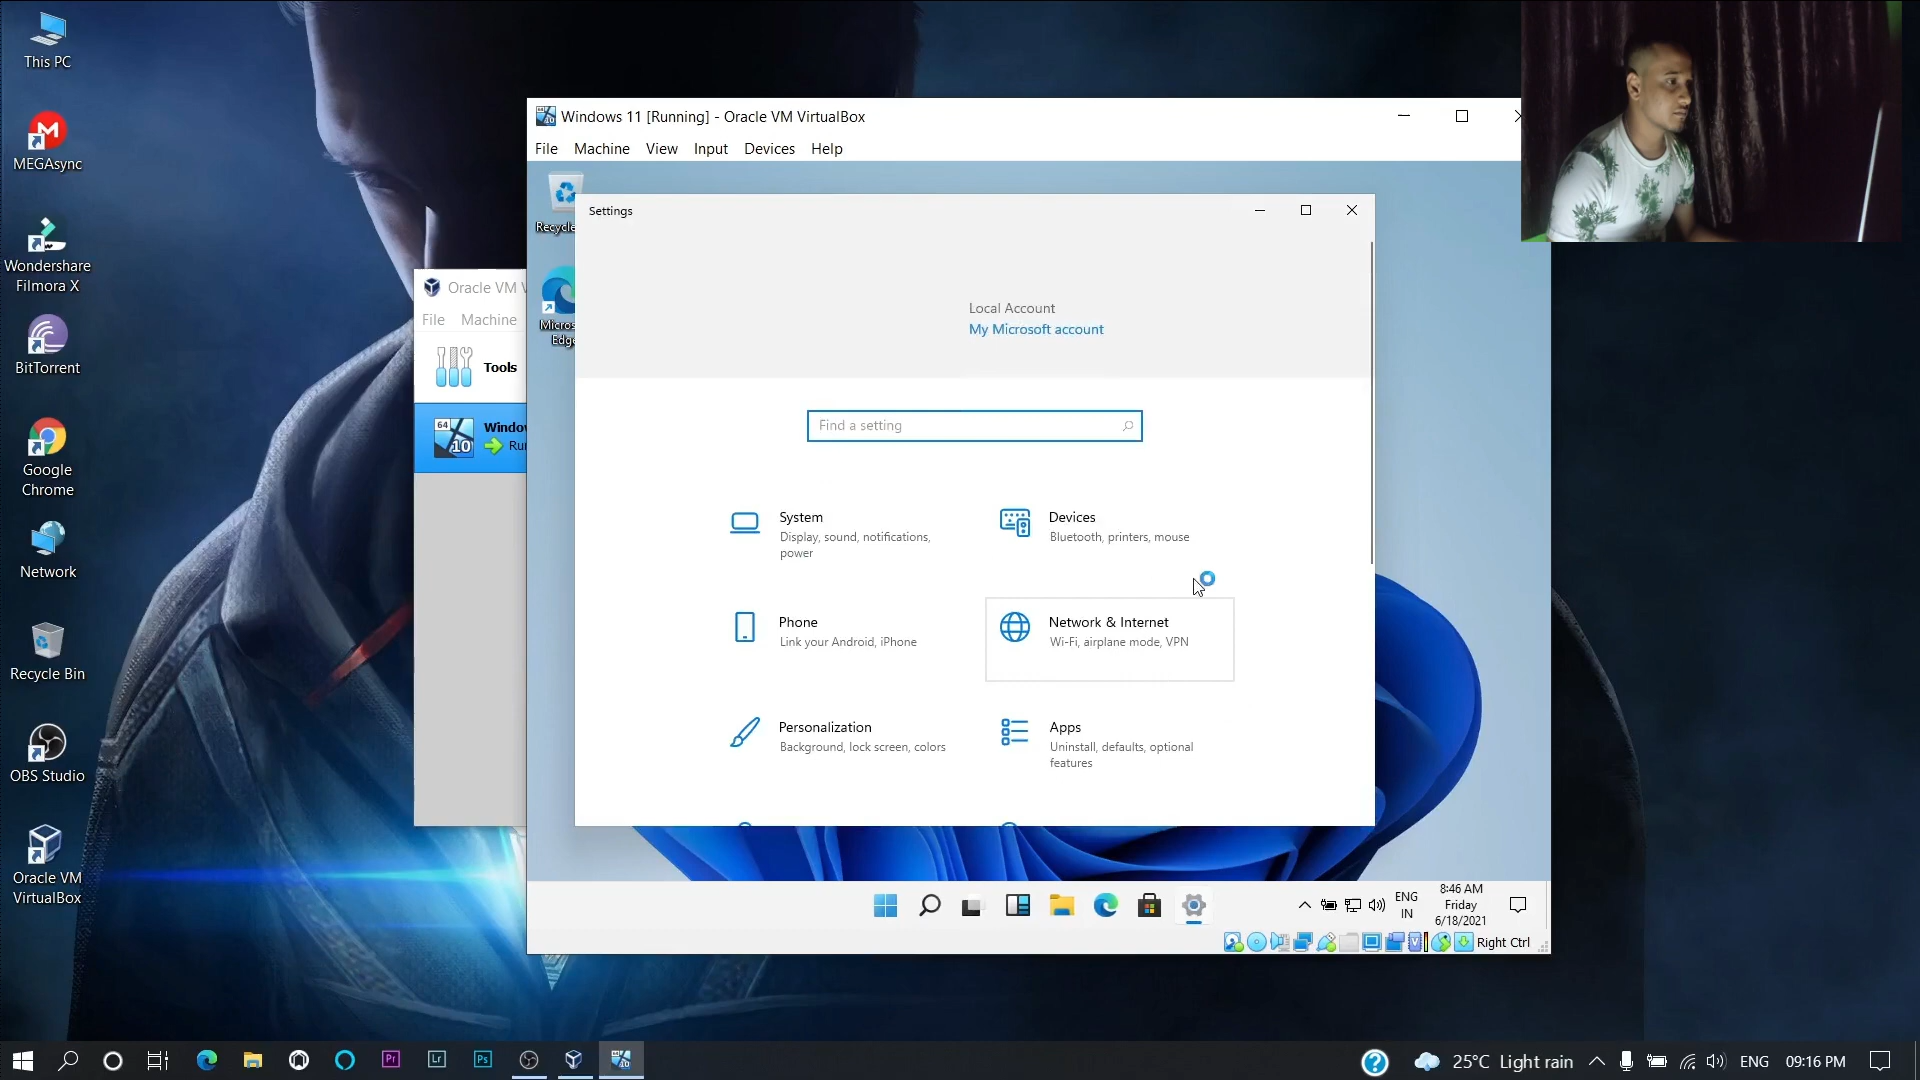 This PC
MEGAsync
Wondershare
Filmora X
BitTorrent
Google
Chrome
Network
Recycle Bin
OBS Studio
Oracle VM
VirtualBox
Oracle VM V
File Machine
Tools
64
10
Windo
Ru
Windows 11 [Running] - Oracle VM VirtualBox
File Machine View Input Devices Help
Recycle
Micros
Edge
Settings
Local Account
My Microsoft account
Find a setting
System
Display, sound, notifications,
power
Devices
Bluetooth, printers, mouse
Phone
Link your Android, iPhone
Network & Internet
Wi-Fi, airplane mode, VPN
Personalization
Background, lock screen, colors
Apps
Uninstall, defaults, optional
features
ENG
IN
8:46 AM
Friday
6/18/2021
Right Ctrl
Pr
Lr
Ps
25°C Light rain
ENG
09:16 PM